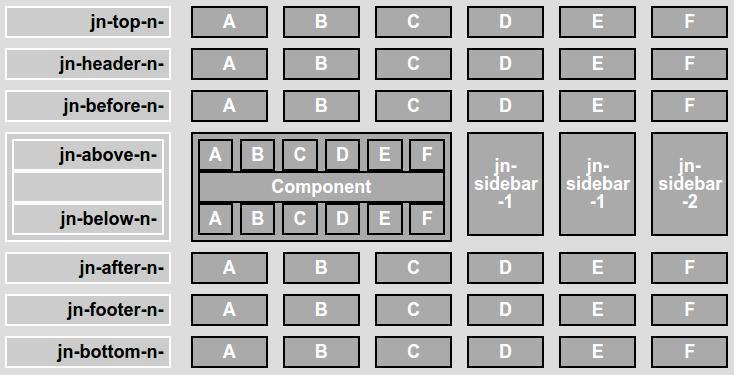 jn-top-n- A B C D E F
jn-header-n- A B C D E F
jn-before-n- A B C D E F
jn-above-n- A B C D E F
Component
jn-below-n- A B C D E F
jn-
sidebar
-1
jn-
sidebar
-1
jn-
sidebar
-2
jn-after-n- A B C D E F
jn-footer-n- A B C D E F
jn-bottom-n- A B C D E F